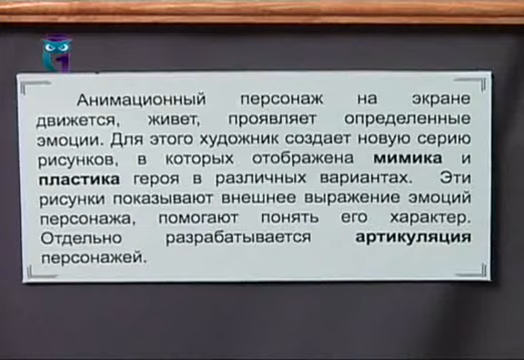 Анимационный персонаж на экране
движется, живет, проявляет определенные
эмоции. Для этого художник создает новую серию
рисунков, в которых отображена мимика и
пластика героя в различных вариантах. Эти
рисунки показывают внешнее выражение эмоций
персонажа, помогают понять его характер.
Отдельно разрабатывается артикуляция
персонажей.